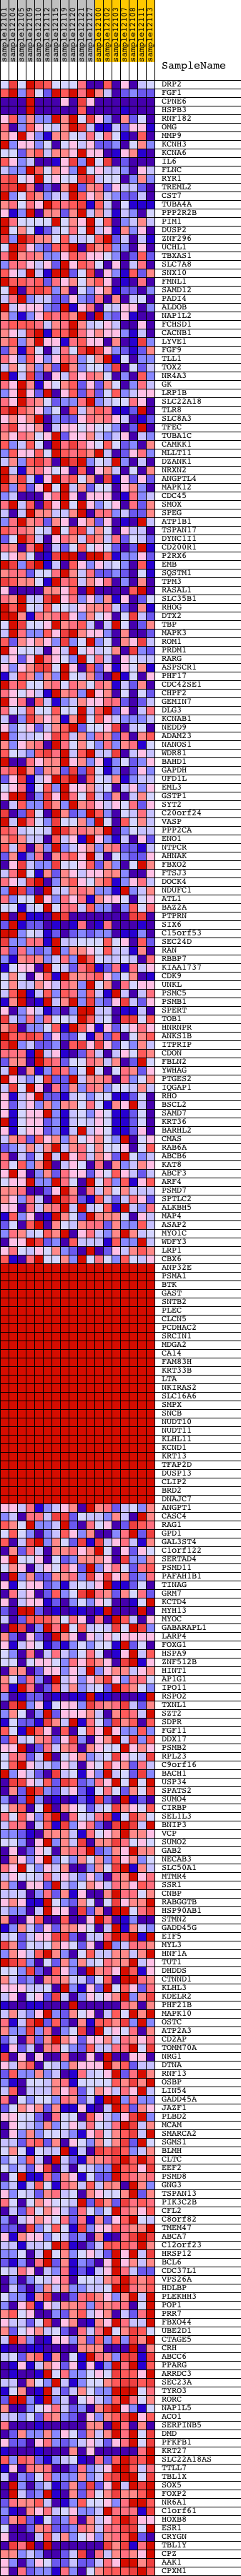 SampleName
DRP2
FGF1
CPNE6
HSPB3
RNF182
OMG
MMP9
KCNH3
KCNA6
IL6
FLNC
RYR1
TREML2
CST7
TUBA4A
PPP2R2B
PIM1
DUSP2
ZNF296
UCHL1
TBXAS1
SLC7A8
SNX10
FMNL1
SAMD12
PADI4
ALDOB
NAP1L2
FCHSD1
CACNB1
LYVE1
FGF9
TLL1
TOX2
NR4A3
GK
LRP1B
SLC22A18
TLR8
SLC8A3
TFEC
TUBA1C
CAMKK1
MLLT11
DZANK1
NRXN2
ANGPTL4
MAPK12
CDC45
SMOX
SPEG
ATP1B1
TSPAN17
DYNC1I1
CD200R1
P2RX6
EMB
SQSTM1
TPM3
RASAL1
SLC35B1
RHOG
DTX2
TBP
MAPK3
ROM1
PRDM1
RARG
ASPSCR1
PHF17
CDC42SE1
CHPF2
GEMIN7
DLG3
KCNAB1
NEDD9
ADAM23
NANOS1
WDR81
BAHD1
GAPDH
UFD1L
EML3
GSTP1
SYT2
C20orf24
VASP
PPP2CA
ENO1
NTPCR
AHNAK
FBXO2
FTSJ3
DOCK4
NDUFC1
ATL1
BAZ2A
PTPRN
SIX6
C15orf53
SEC24D
RAN
RBBP7
KIAA1737
CDK9
UNKL
PSMC5
PSMB1
SPERT
TOB1
HNRNPR
ANKS1B
ITPRIP
CDON
FBLN2
YWHAG
PTGES2
IQGAP1
RHO
BSCL2
SAMD7
KRT36
BARHL2
CMAS
RAB6A
ABCB6
KAT8
ABCF3
ARF4
PSMD7
SPTLC2
ALKBH5
MAP4
ASAP2
MYO1C
WDFY3
LRP1
CBX6
ANP32E
PSMA1
BTK
GAST
SNTB2
PLEC
CLCN5
PCDHAC2
SRCIN1
MDGA2
CA14
FAM83H
KRT33B
LTA
NKIRAS2
SLC16A6
SMPX
SNCB
NUDT10
NUDT11
KLHL11
KCND1
KRT13
TFAP2D
DUSP13
CLIP2
BRD2
DNAJC7
ANGPT1
CASC4
RAG1
GPD1
GAL3ST4
C1orf122
SERTAD4
PSMD11
PAFAH1B1
TINAG
GRM7
KCTD4
MYH13
MYOC
GABARAPL1
LARP4
FOXG1
HSPA9
ZNF512B
HINT1
AP1G1
IPO11
RSPO2
TXNL1
SZT2
SDPR
FGF11
DDX17
PSMB2
RPL23
C9orf16
BACH1
USP34
SPATS2
SUMO4
CIRBP
SEL1L3
BNIP3
VCP
SUMO2
GAB2
NECAB3
SLC50A1
MTMR4
SSR1
CNBP
RABGGTB
HSP90AB1
STMN2
GADD45G
EIF5
MYL3
HNF1A
TUT1
DHDDS
CTNND1
KLHL3
KDELR2
PHF21B
MAPK10
OSTC
ATP2A3
CD2AP
TOMM70A
NRG1
DTNA
RNF13
OSBP
LIN54
GADD45A
JAZF1
PLBD2
MCAM
SMARCA2
SGMS1
BLMH
CLTC
EEF2
PSMD8
GNG3
TSPAN13
PIK3C2B
CFL2
C8orf82
TMEM47
ABCA7
C12orf23
HRSP12
BCL6
CDC37L1
VPS26A
HDLBP
PLEKHH3
POP1
PRR7
FBXO44
UBE2D1
CTAGE5
CRH
ABCC6
PPARG
ARRDC3
SEC23A
TYRO3
RORC
NAP1L5
ACO1
SERPINB5
DMD
PFKFB1
KRT27
SLC22A18AS
TTLL7
TBL1X
SOX5
FOXP2
NR6A1
C1orf61
HOXB8
ESR1
CRYGN
TBL1Y
CPZ
AAK1
CPXM1